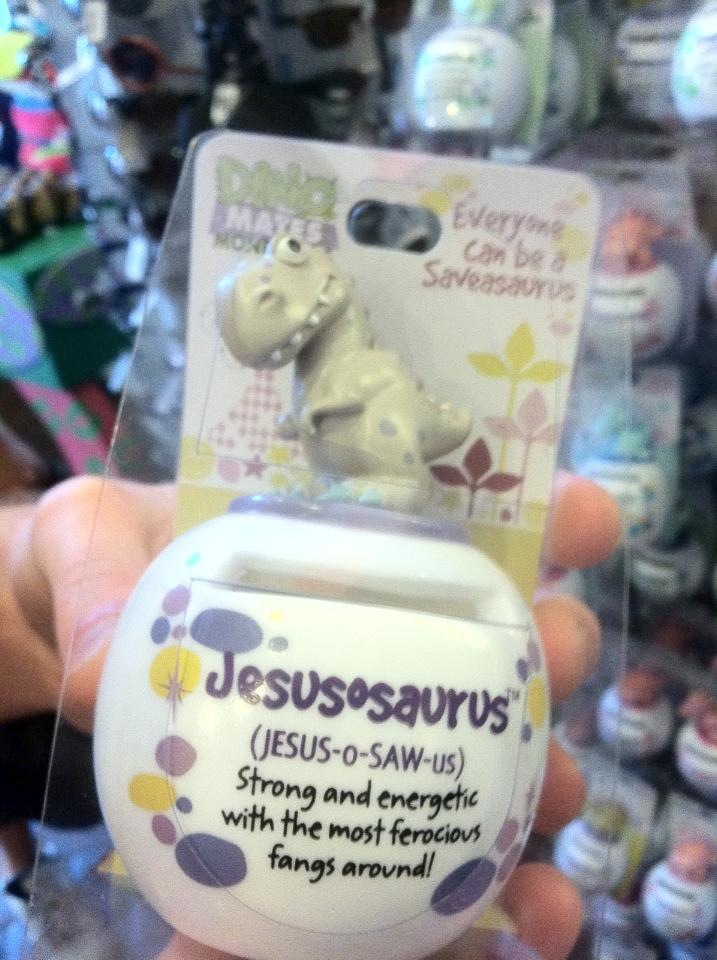 DINO
MATES
Everyone
can be a
Saveasaurus
Jesusosaurus™
(JESUS-O-SAW-US)
Strong and energetic
with the most ferocious
fangs around!